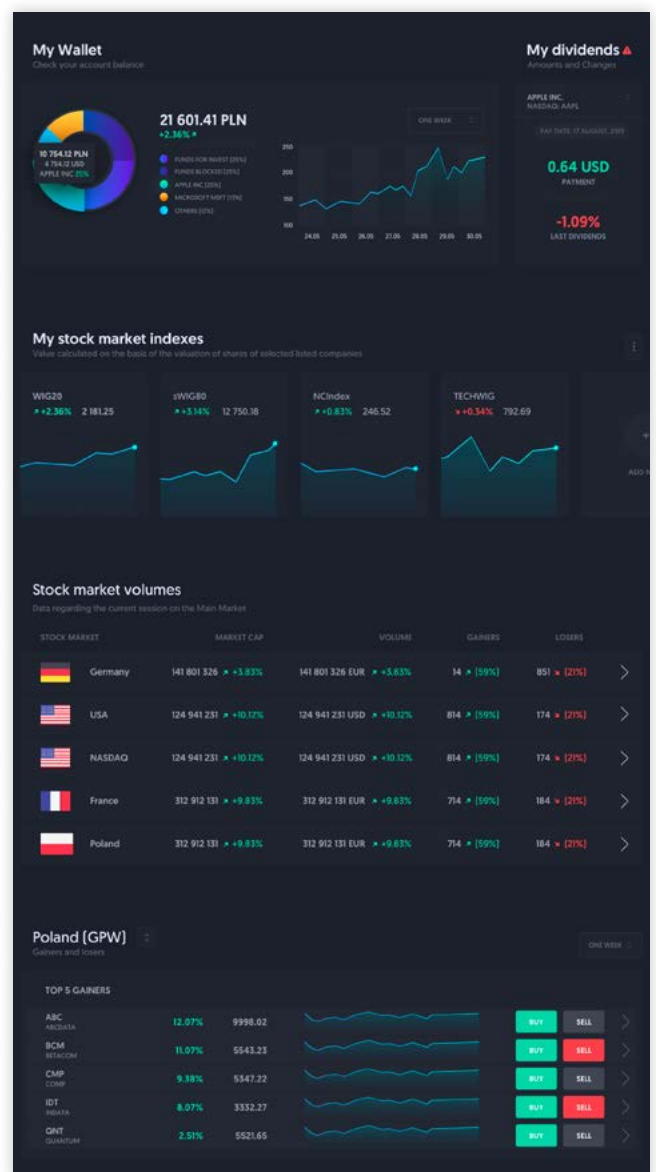 My Wallet
Check your account balance
My dividends
Amounts and Changes
21 601.41 PLN
+2.36%
ONE WEEK
10 754.12 PLN
4 754.12 USD
APPLE INC 25%
FUNDS FOR INVEST [25%]
FUNDS BLOCKED [25%]
APPLE INC [25%]
MICROSOFT MSFT [13%]
OTHERS [12%]
250
200
150
100
24.05 25.05 26.05 27.05 28.05 29.05 30.05
APPLE INC.
NASDAQ: AAPL
PAY DATE: 17 AUGUST, 2019
0.64 USD
PAYMENT
-1.09%
LAST DIVIDENDS
My stock market indexes
Value calculated on the basis of the valuation of shares of selected listed companies
WIG20
+2.36% 2 181.25
sWIG80
+3.14% 12 750.18
NCIndex
+0.83% 246.52
TECHWIG
+0.34% 792.69
+
ADD
Stock market volumes
Data regarding the current session on the Main Market
STOCK MARKET MARKET CAP VOLUME GAINERS LOSERS
Germany 141 801 326 +3.83% 141 801 326 EUR +3.83% 14 [59%] 851 [21%]
USA 124 941 231 +10.12% 124 941 231 USD +10.12% 814 [59%] 174 [21%]
NASDAQ 124 941 231 +10.12% 124 941 231 USD +10.12% 814 [59%] 174 [21%]
France 312 912 131 +9.83% 312 912 131 EUR +9.83% 714 [59%] 184 [21%]
Poland 312 912 131 +9.83% 312 912 131 EUR +9.83% 714 [59%] 184 [21%]
Poland [GPW]
Gainers and losers
ONE WEEK
TOP 5 GAINERS
ABC
ABCDATA
12.07% 9998.02 BUY SELL
BCM
BETACOM
11.07% 5543.23 BUY SELL
CMP
COMP
9.38% 5347.22 BUY SELL
IDT
INDATA
8.07% 3332.27 BUY SELL
QNT
QUANTUM
2.51% 5521.65 BUY SELL